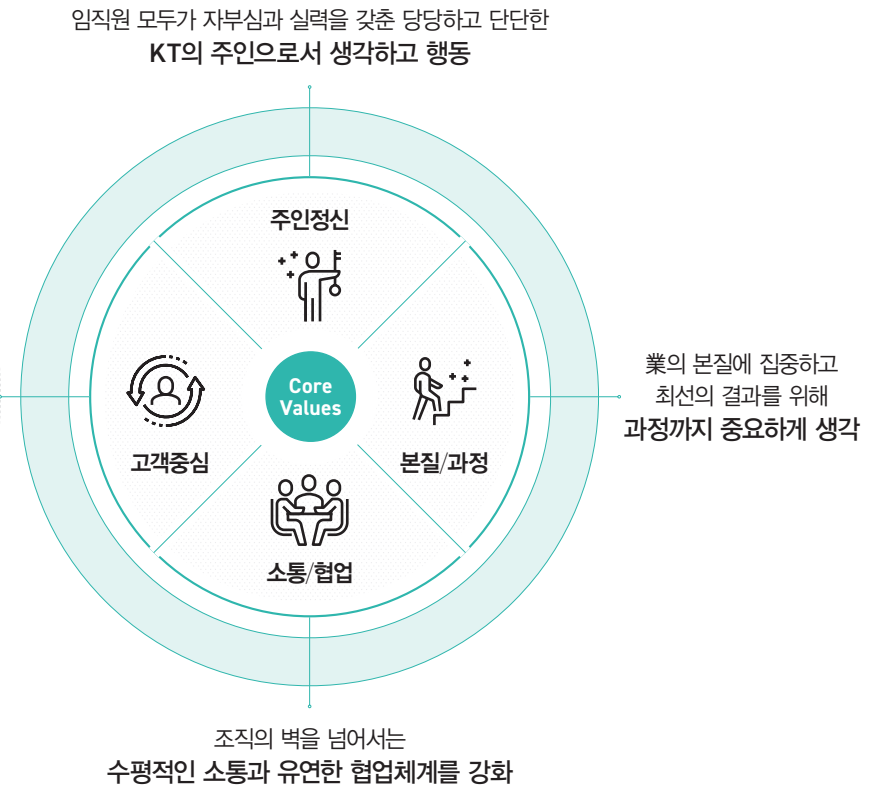 임직원 모두가 자부심과 실력을 갖춘 당당하고 단단한
KT의 주인으로서 생각하고 행동
주인정신
Core
Values
고객중심
본질/과정
소통/협업
業의 본질에 집중하고
최선의 결과를 위해
과정까지 중요하게 생각
조직의 벽을 넘어서는
수평적인 소통과 유연한 협업체계를 강화